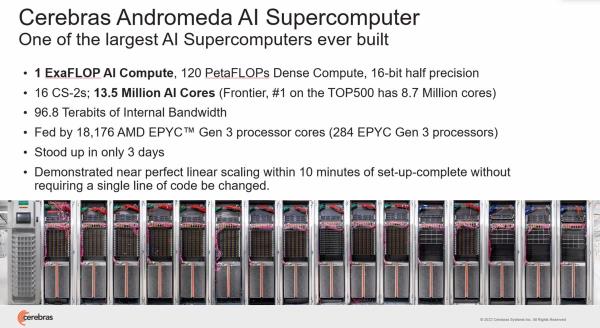 Cerebras Andromeda AI Supercomputer
One of the largest AI Supercomputers ever built
• 1 ExaFLOP AI Compute, 120 PetaFLOPs Dense Compute, 16-bit half precision
• 16 CS-2s; 13.5 Million AI Cores (Frontier, #1 on the TOP500 has 8.7 Million cores)
• 96.8 Terabits of Internal Bandwidth
• Fed by 18,176 AMD EPYC™ Gen 3 processor cores (284 EPYC Gen 3 processors)
• Stood up in only 3 days
• Demonstrated near perfect linear scaling within 10 minutes of set-up-complete without
requiring a single line of code be changed.
cerebras
© 2022 Cerebras Systems Inc. All Rights Reserved